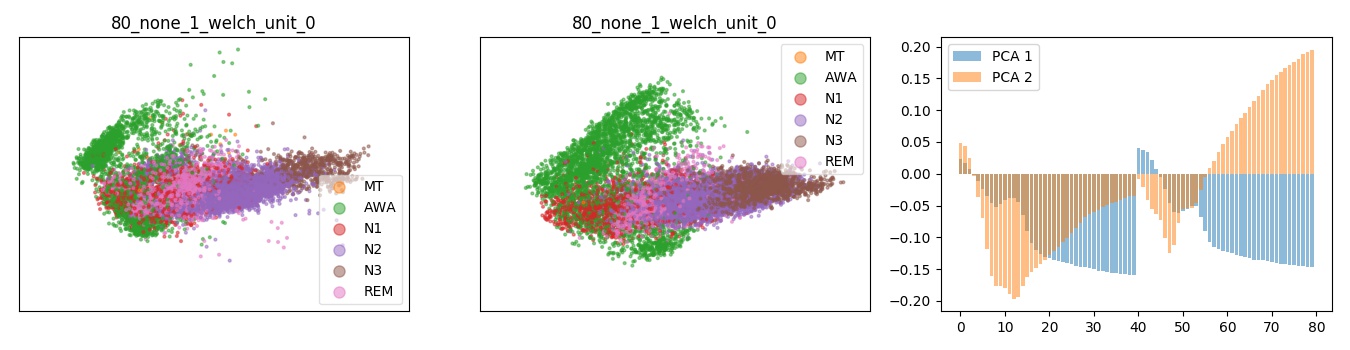 80_none_1_welch_unit_0
MT
AWA
N1
N2
N3
REM
80_none_1_welch_unit_0
MT
AWA
N1
N2
N3
REM
PCA 1
PCA 2
0.20
0.15
0.10
0.05
0.00
−0.05
−0.10
−0.15
−0.20
0 10 20 30 40 50 60 70 80